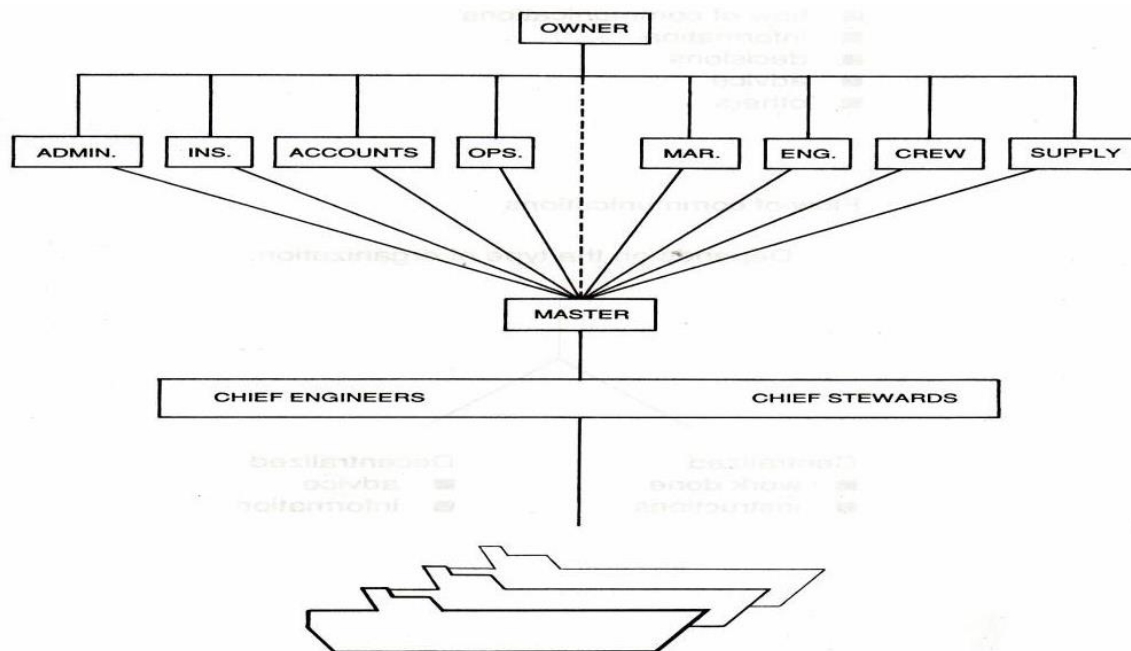 OWNER
ADMIN. INS. ACCOUNTS OPS. MAR. ENG. CREW SUPPLY
MASTER
CHIEF ENGINEERS CHIEF STEWARDS